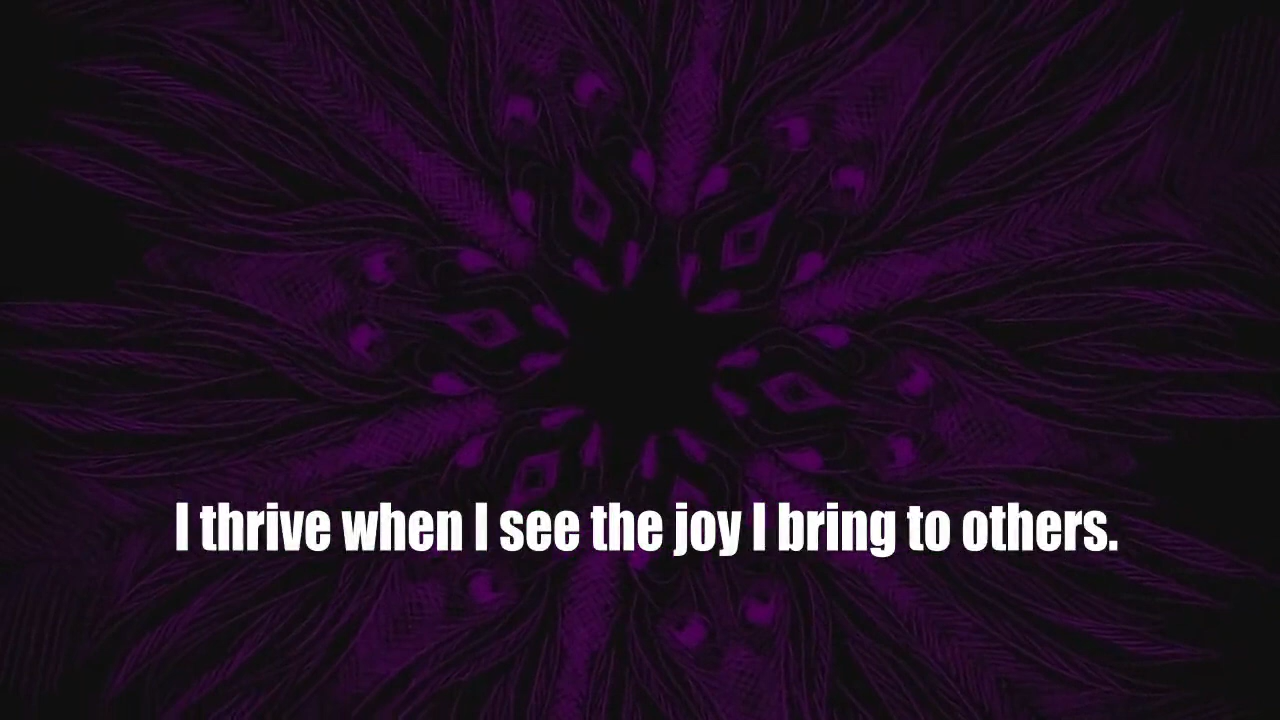 I thrive when I see the joy I bring to others.